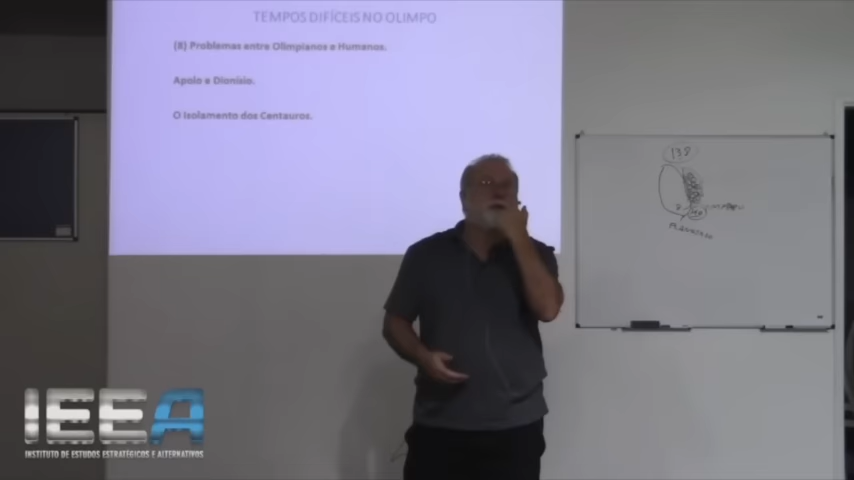 TEMPOS DIFÍCEIS NO OLIMPO
(8) Problemas entre Olimpianos e Humanos.
Apolo e Dionísio.
O Isolamento dos Centauros.
138
IEEA
INSTITUTO DE ESTUDOS ESTRATÉGICOS E ALTERNATIVOS